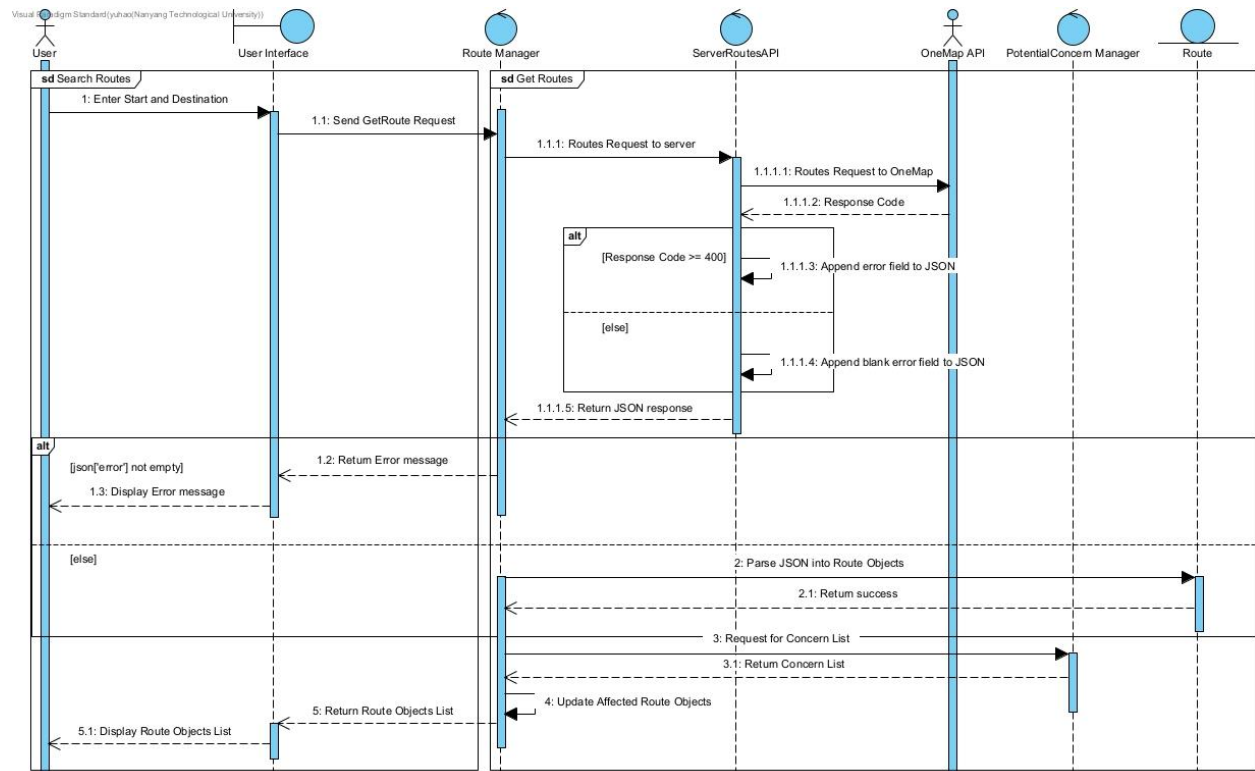 Visual Paradigm Standard(yuhao(Nanyang Technological University))
User
User Interface
Route Manager
ServerRoutesAPI
OneMap API
PotentialConcern Manager
Route
sd Search Routes
sd Get Routes
1: Enter Start and Destination
1.1: Send GetRoute Request
1.1.1: Routes Request to server
1.1.1.1: Routes Request to OneMap
1.1.1.2: Response Code
alt
[Response Code >= 400]
1.1.1.3: Append error field to JSON
[else]
1.1.1.4: Append blank error field to JSON
1.1.1.5: Return JSON response
alt
[json['error'] not empty]
1.2: Return Error message
1.3: Display Error message
[else]
2: Parse JSON into Route Objects
2.1: Return success
3: Request for Concern List
3.1: Return Concern List
4: Update Affected Route Objects
5: Return Route Objects List
5.1: Display Route Objects List